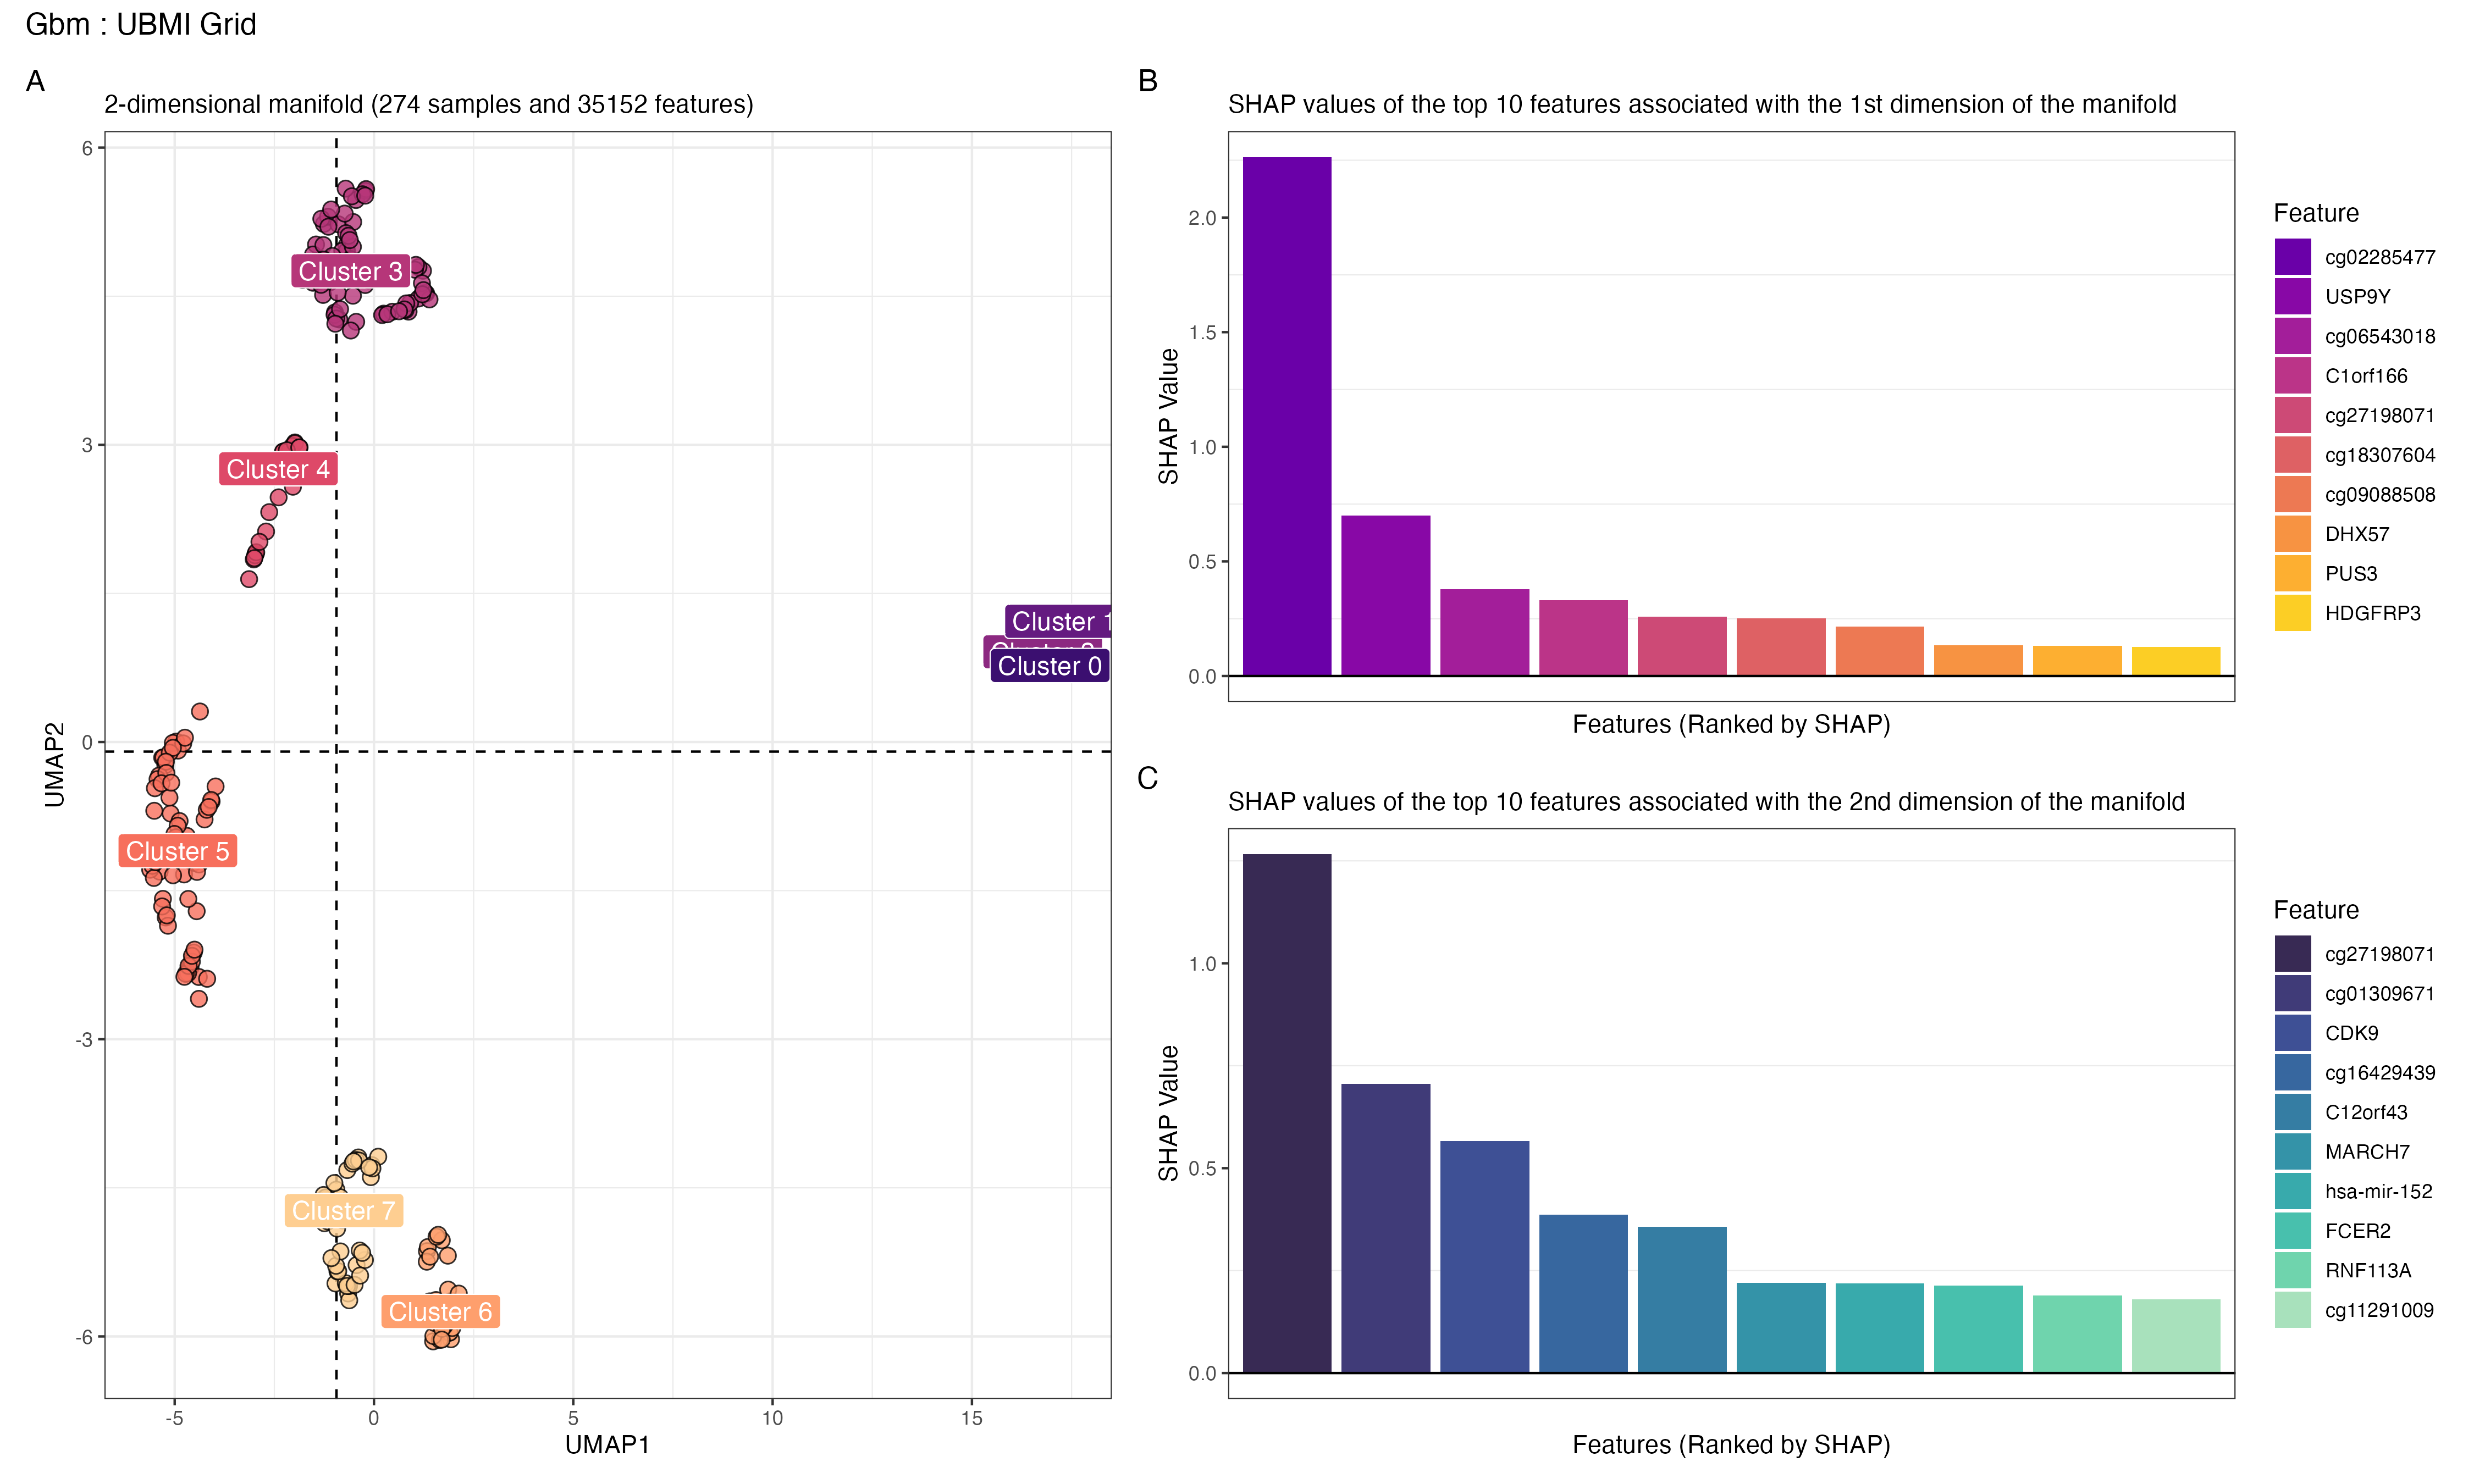 Gbm : UBMI Grid
A
2-dimensional manifold (274 samples and 35152 features)
6
3
0
-3
-6
UMAP2
Cluster 3
Cluster 4
Cluster 1
Cluster 0
Cluster 5
Cluster 7
Cluster 6
-5
0
5
10
15
UMAP1
B
SHAP values of the top 10 features associated with the 1st dimension of the manifold
2.0
1.5
1.0
0.5
0.0
SHAP Value
Features (Ranked by SHAP)
Feature
cg02285477
USP9Y
cg06543018
C1orf166
cg27198071
cg18307604
cg09088508
DHX57
PUS3
HDGFRP3
C
SHAP values of the top 10 features associated with the 2nd dimension of the manifold
1.0
0.5
0.0
SHAP Value
Features (Ranked by SHAP)
Feature
cg27198071
cg01309671
CDK9
cg16429439
C12orf43
MARCH7
hsa-mir-152
FCER2
RNF113A
cg11291009